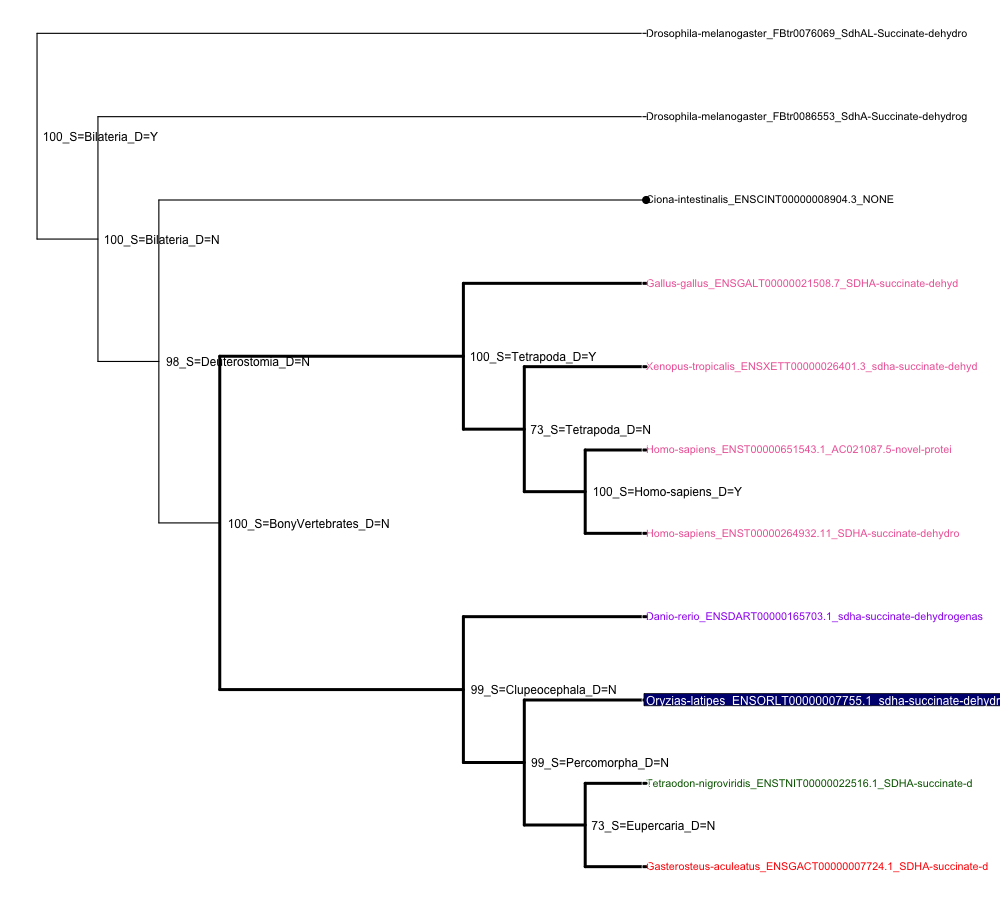 Drosophila-melanogaster_FBtr0076069_SdhAL-Succinate-dehydro
Drosophila-melanogaster_FBtr0086553_SdhA-Succinate-dehydrog
100_S=Bilateria_D=Y
Ciona-intestinalis_ENSCINT00000008904.3_NONE
100_S=Bilateria_D=N
Gallus-gallus_ENSGALT00000021508.7_SDHA-succinate-dehyd
100_S=Tetrapoda_D=Y
98_S=Deuterostomia_D=N
Xenopus-tropicalis_ENSXETT00000026401.3_sdha-succinate-dehyd
73_S=Tetrapoda_D=N
Homo-sapiens_ENST00000651543.1_AC021087.5-novel-protei
100_S=Homo-sapiens_D=Y
100_S=BonyVertebrates_D=N
Homo-sapiens_ENST00000264932.11_SDHA-succinate-dehydro
Danio-rerio_ENSDART00000165703.1_sdha-succinate-dehydrogenas
99_S=Clupeocephala_D=N
Oryzias-latipes_ENSORLT00000007755.1_sdha-succinate-dehydr
99_S=Percomorpha_D=N
Tetraodon-nigroviridis_ENSTNIT00000022516.1_SDHA-succinate-d
73_S=Eupercaria_D=N
Gasterosteus-aculeatus_ENSGACT00000007724.1_SDHA-succinate-d